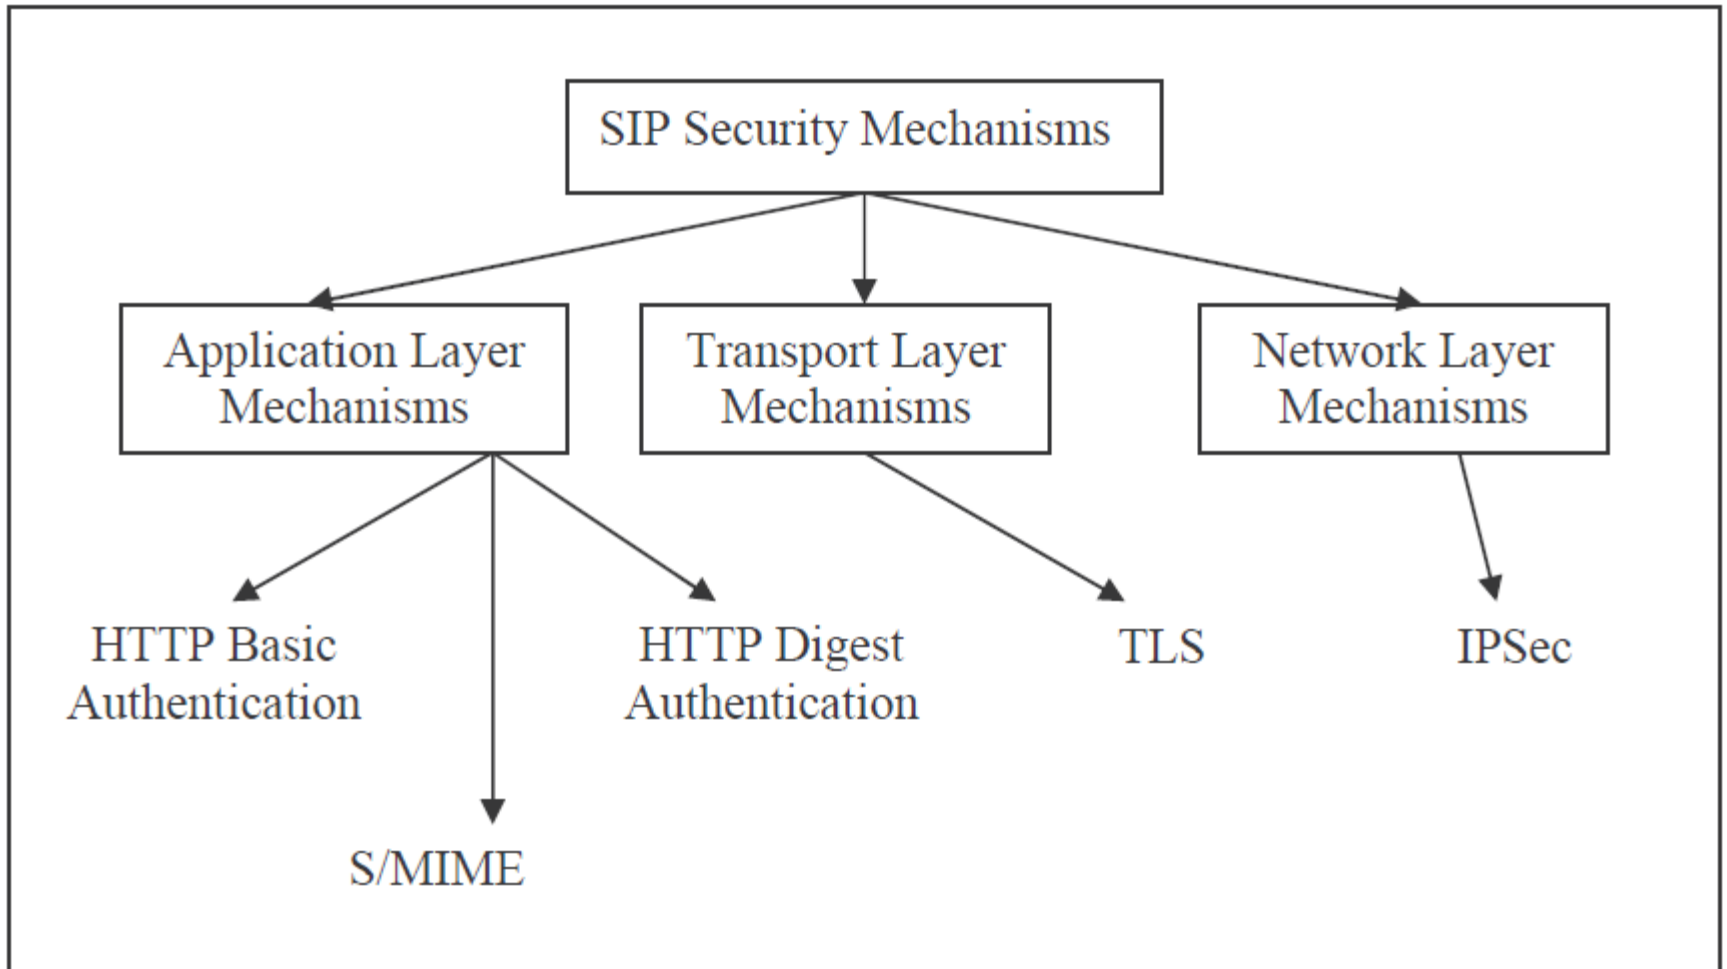 SIP Security Mechanisms
Application Layer
Mechanisms
Transport Layer
Mechanisms
Network Layer
Mechanisms
HTTP Basic
Authentication
HTTP Digest
Authentication
TLS
IPSec
S/MIME